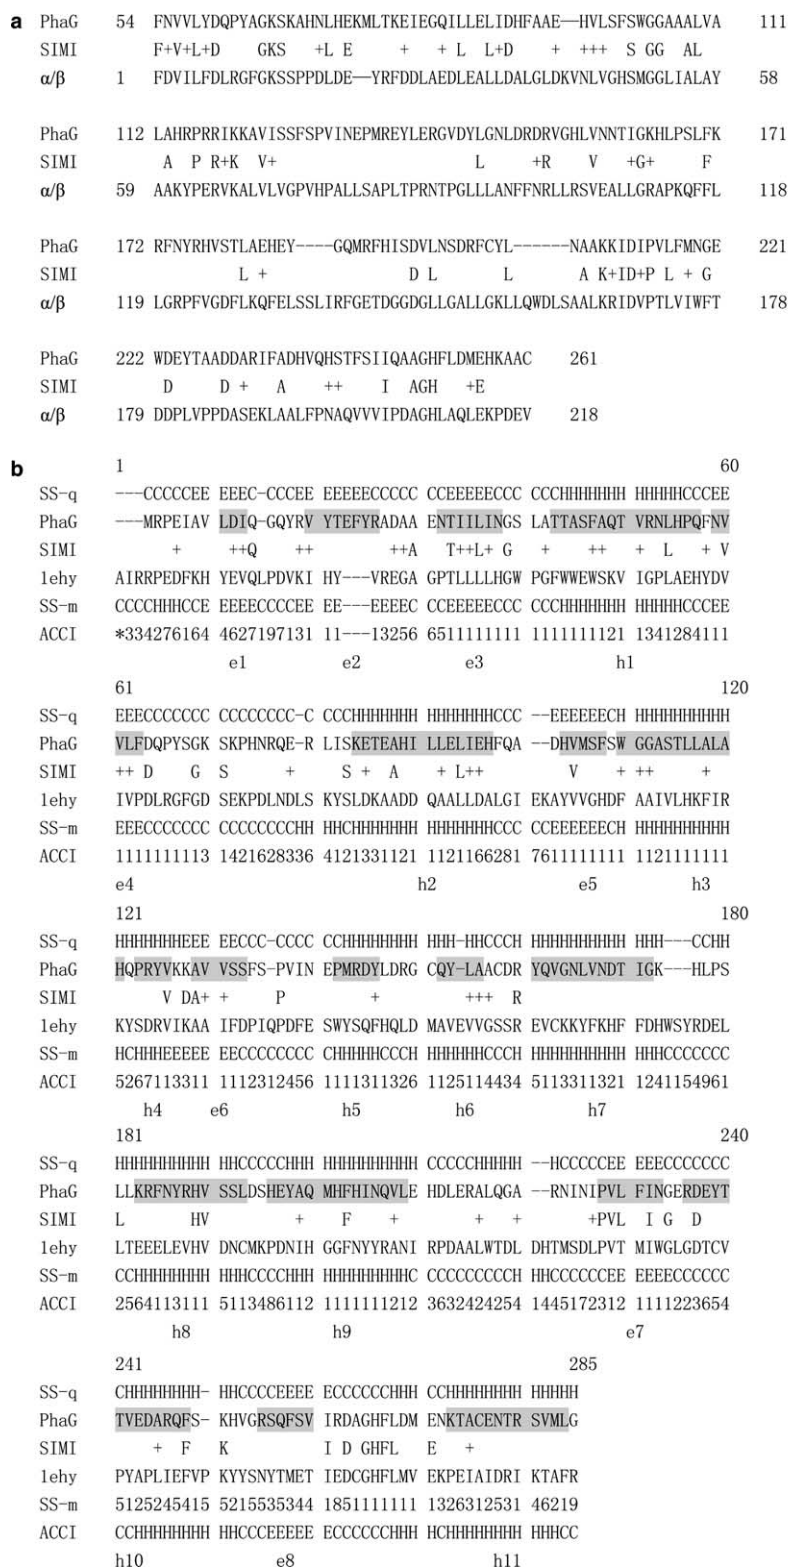 a PhaG 54 FNVVLYDQPYAGKSKAHNLHEKMLTKEIEGQILLELIDHFAAE—HVLSFSWGGAAALVA 111
SIMI F+V+L+D GKS +L E + + L L+D + +++ S GG AL
α/β 1 FDVILFDLRGFGKSSPPDLDE—YRFDDLAEDLEALLDALGLDKVNLVGHSMGGLIALAY 58
PhaG 112 LAHRPRRIKKAVISSFSPVINEPMREYLERGVDYLGNLDRDRVGHLVNNTIGKHLPSLFK 171
SIMI A P R+K V+ L +R V +G+ F
α/β 59 AAKYPERVKALVLVGPVHPALLSAPLTPRNTPGLLLANFFNRLLRSVEALLGRAPKQFFL 118
PhaG 172 RFNYRHVSTLAEHEY----GQMRFHISDVLNSDRFCYL------NAAKKIDIPVLFMNGE 221
SIMI L + D L L A K+ID+P L + G
α/β 119 LGRPFVGDFLKQFELSSLIRFGETDGGDGLLGALLGKLLQWDLSAALKRIDVPTLVIWFT 178
PhaG 222 WDEYTAADDARIFADHVQHSTFSIIQAAGHFLDMEHKAAC 261
SIMI D D + A ++ I AGH +E
α/β 179 DDPLVPPDASEKLAALFPNAQVVVIPDAGHLAQLEKPDEV 218
b 1 60
SS-q ---CCCCCEE EEEEC-CCCEE EEEEEECCCCC CCEEEEECCC CCCHHHHHHH HHHHHCCCEE
PhaG ---MRPEIAV LDIQ-GQYRV YTEFYRADAA ENTIILINGS LATTASFAQT VRNLHPQFNV
SIMI + ++Q ++ ++A T++L+ G + ++ + L + V
1ehy AIRRPEDFKH YEVQLPDVKI HY---VREGA GPTLLLLHGW PGFWWEWSKV IGPLAEHYDV
SS-m CCCCHHHCCE EEEEECCCCEE EE---EEEEC CCEEEEECCC CCCHHHHHHH HHHHHCCCEE
ACCI *334276164 4627197131 11---13256 6511111111 1111111121 1341284111
e1 e2 e3 h1
61 120
SS-q EEECCCCCCC CCCCCCCC-C CCCHHHHHHH HHHHHHHCCC --EEEEEECH HHHHHHHHHH
PhaG VLFDQPYSGK SKPHNRQE-R LISKETEAHI LLELIEHFQA --DHVMSFSW GGASTLLALA
SIMI ++ D G S + S + A + L++ V + ++ +
1ehy IVPDLRGFGD SEKPDLNDLS KYSLDKAADD QAALLDALGI EKAYVVGHDF AAIVLHKFIR
SS-m EEECCCCCCC CCCCCCCCHH HHHCHHHHHH HHHHHHHCCC CCEEEEEECH HHHHHHHHHH
ACCI 1111111113 1421628336 4121331121 1121166281 7611111111 1121111111
e4 h2 e5 h3
121 180
SS-q HHHHHHHEEE EECCC-CCCC CCHHHHHHHH HHH-HHCCCH HHHHHHHHHH HHH---CCHH
PhaG HQPRYVKKAV VSSFS-PVIN EPMRDYLDRG CQY-LAACDR YQVGNLVNDT IGK---HLPS
SIMI V DA+ + P + +++ R
1ehy KYSDRVIKAA IFDPIQPDFE SWYSQFHQLD MAVEVVGSSR EVCKKYFKHF FDHWSYRDEL
SS-m HCHHHEEEEE EECCCCCCCC CHHHHHCCCH HHHHHHCCCH HHHHHHHHHH HHHCCCCCCC
ACCI 5267113311 1112312456 1111311326 1125114434 5113311321 1241154961
h4 e6 h5 h6 h7
181 240
SS-q HHHHHHHHHH HHCCCCCHHH HHHHHHHHHH CCCCCHHHHH --HCCCCCEE EEEECCCCCC
PhaG LLKRFNYRHV SSLDSHEYAQ MHFHINQVLE HDLERALQGA --RNINIPVLF FINGERDEYT
SIMI L HV + F + + + +PVL I G D
1ehy LTEEELEVHV DNCMKPDNIH GGFNYYRANI RPDAALWTDL DHTMSDLPVT MIWGLGDTCV
SS-m CCHHHHHHHH HHHCCCCHHH HHHHHHHHHC CCCCCCCCCH HHCCCCCCEE EEEEECCCCC
ACCI 2564113111 5113486112 1111111212 3632424254 1445172312 1111223654
h8 h9 e7
241 285
SS-q CHHHHHHHH- HHCCCCEEEE ECCCCCCHHH CCHHHHHHHH HHHHH
PhaG TVEDARQFS- KHVGRSQFSV IRDAGHFLDM ENKTACENTR SVMLG
SIMI + F K I D GHFL E +
1ehy PYAPLIEFVP KYYSNYTMET IEDCGHFLMV EKPEIAIDRI KTAFR
SS-m 5125245415 5215535344 1851111111 1326312531 46219
ACCI CCHHHHHHHH HHCCCEEEEE ECCCCCCHHH HCHHHHHHHH HHHCC
h10 e8 h11